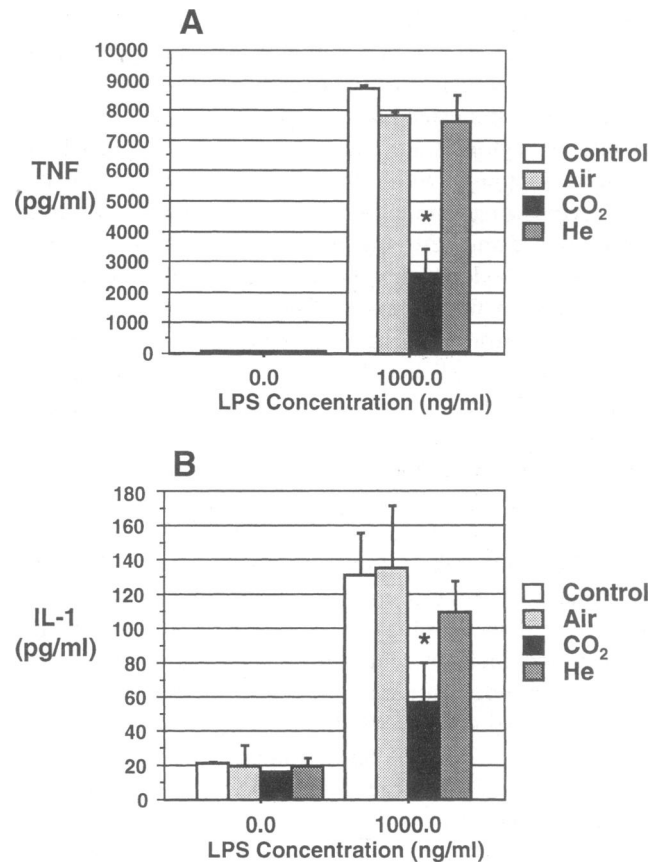 A
10000
9000
8000
7000
6000
5000
4000
3000
2000
1000
0
TNF
(pg/ml)
*
0.0 1000.0
LPS Concentration (ng/ml)
Control
Air
CO₂
He
B
180
160
140
120
100
80
60
40
20
0
IL-1
(pg/ml)
*
0.0 1000.0
LPS Concentration (ng/ml)
Control
Air
CO₂
He